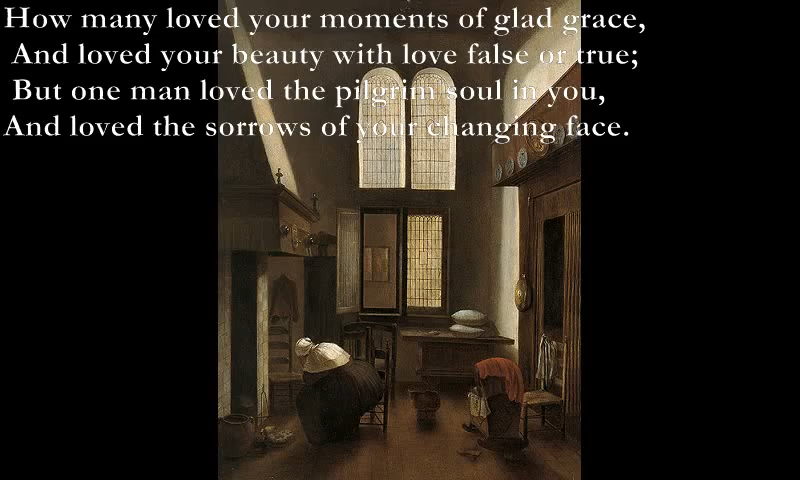 How many loved your moments of glad grace,
And loved your beauty with love false or true;
But one man loved the pilgrim soul in you,
And loved the sorrows of your changing face.